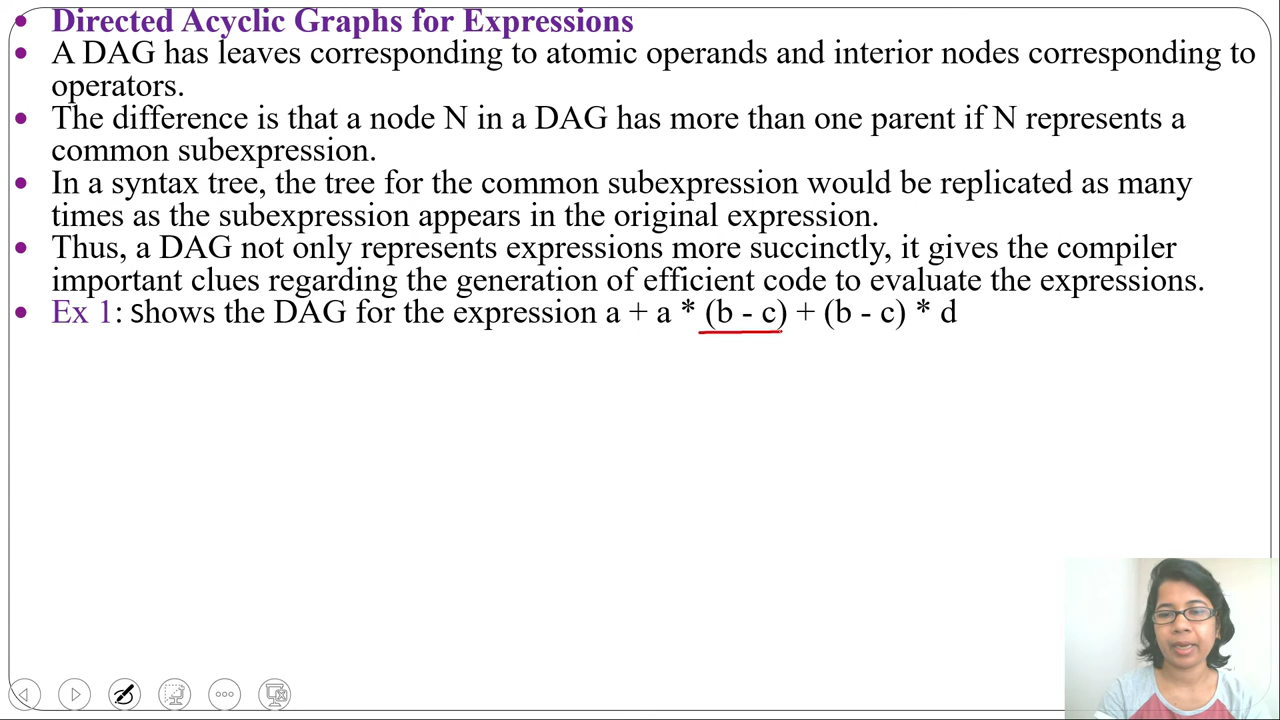 Directed Acyclic Graphs for Expressions
A DAG has leaves corresponding to atomic operands and interior nodes corresponding to
operators.
The difference is that a node N in a DAG has more than one parent if N represents a
common subexpression.
In a syntax tree, the tree for the common subexpression would be replicated as many
times as the subexpression appears in the original expression.
Thus, a DAG not only represents expressions more succinctly, it gives the compiler
important clues regarding the generation of efficient code to evaluate the expressions.
Ex 1: Shows the DAG for the expression a + a * (b - c) + (b - c) * d